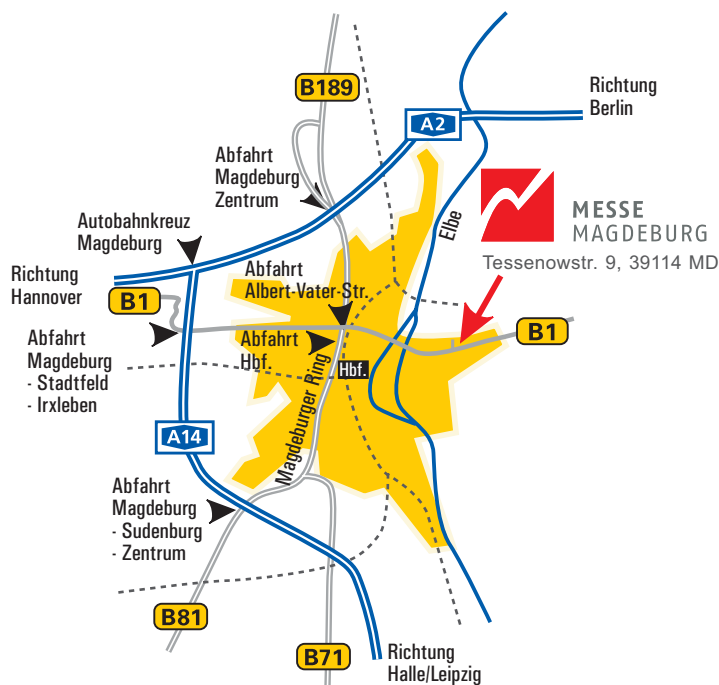 B189
A2
Richtung
Berlin
Abfahrt
Magdeburg
Zentrum
MESSE
MAGDEBURG
Tessenowstr. 9, 39114 MD
Elbe
Autobahnkreuz
Magdeburg
Richtung
Hannover
Abfahrt
Albert-Vater-Str.
B1
B1
Abfahrt
Magdeburg
- Stadtfeld
- Irxleben
Abfahrt
Hbf.
Hbf.
Magdeburger Ring
A14
Abfahrt
Magdeburg
- Sudenburg
- Zentrum
B81
B71
Richtung
Halle/Leipzig